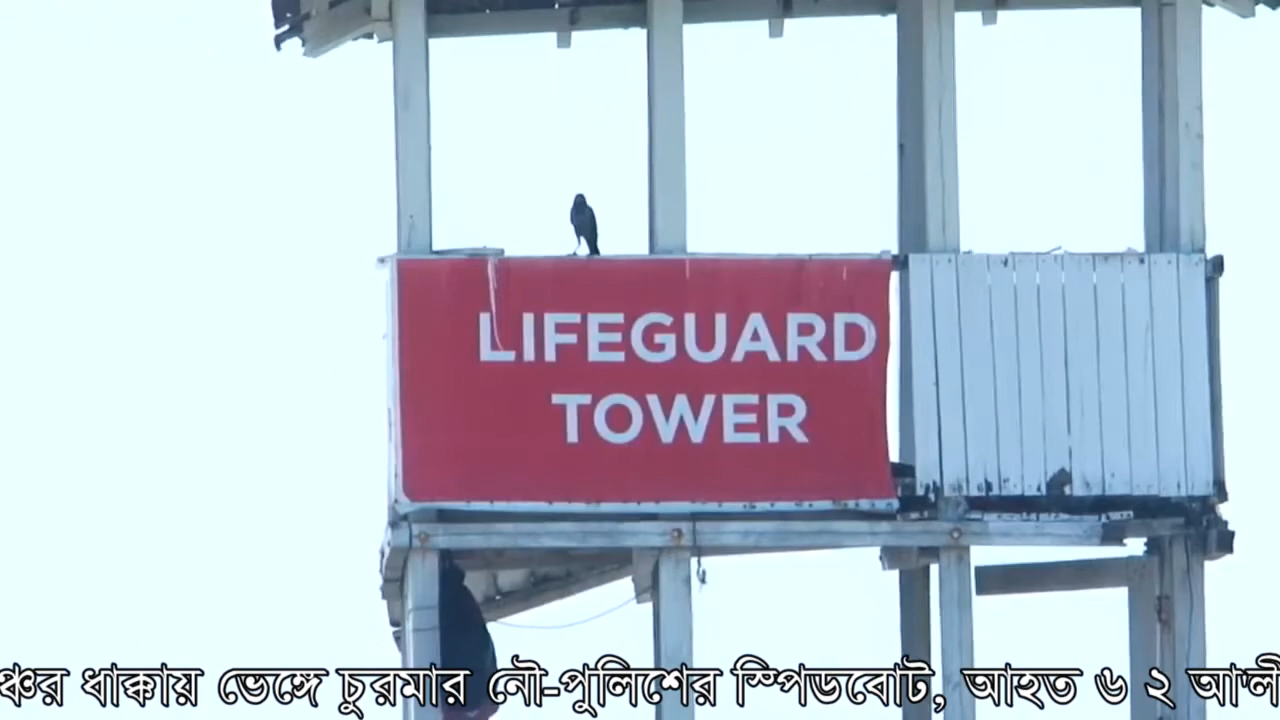 LIFEGUARD
TOWER
ঞ্চের ধাক্কায় ভেঙ্গে চুরমার নৌ-পুলিশের স্পিডবোট, আহত ৬ ২ আ'লী